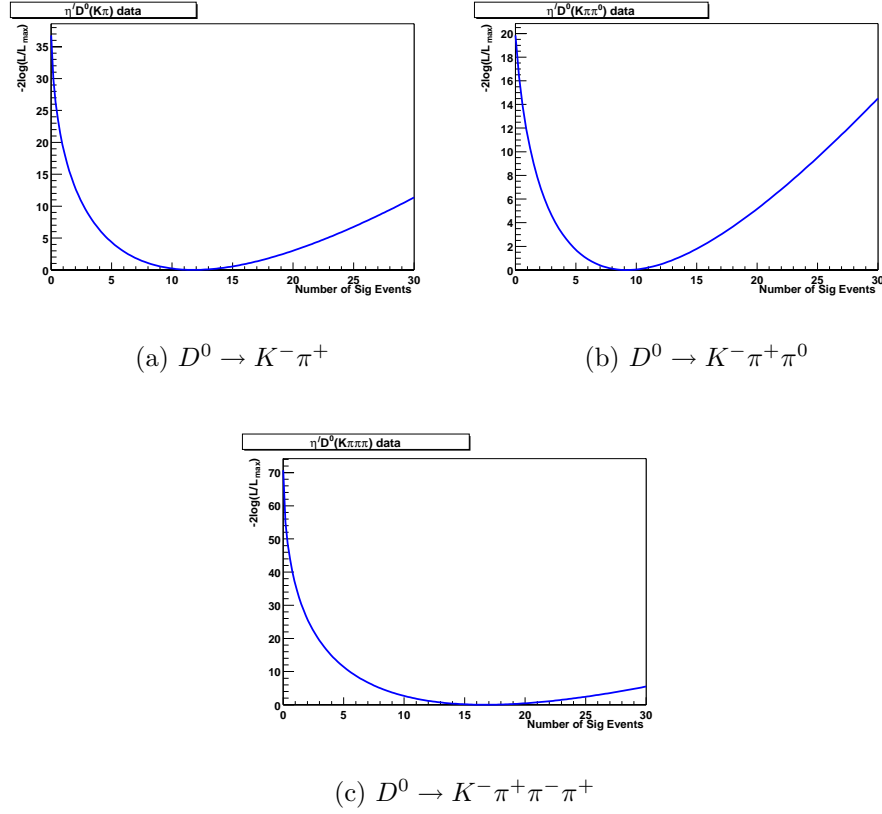 η′D⁰(Kπ) data
-2log(L/L_max)
35
30
25
20
15
10
5
0
0 5 10 15 20 25 30
Number of Sig Events
(a) D⁰ → K⁻π⁺
η′D⁰(Kππ⁰) data
-2log(L/L_max)
20
18
16
14
12
10
8
6
4
2
0
0 5 10 15 20 25 30
Number of Sig Events
(b) D⁰ → K⁻π⁺π⁰
η′D⁰(Kπππ) data
-2log(L/L_max)
70
60
50
40
30
20
10
0
0 5 10 15 20 25 30
Number of Sig Events
(c) D⁰ → K⁻π⁺π⁻π⁺